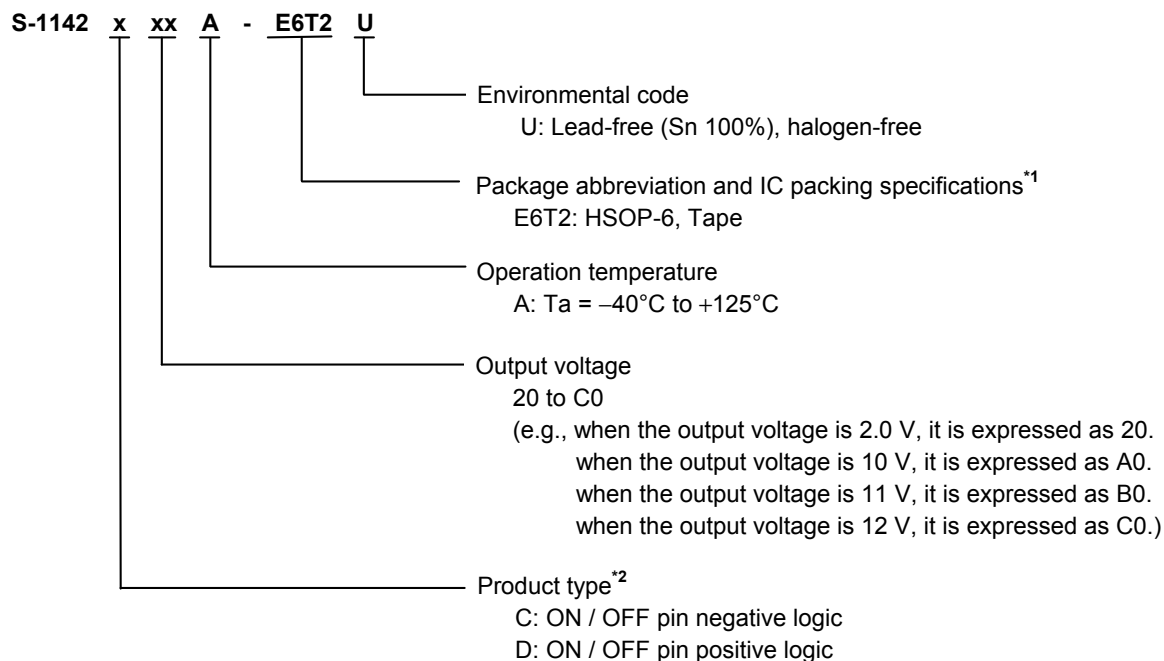 S-1142 x xx A - E6T2 U
Environmental code
U: Lead-free (Sn 100%), halogen-free
Package abbreviation and IC packing specifications*1
E6T2: HSOP-6, Tape
Operation temperature
A: Ta = −40°C to +125°C
Output voltage
20 to C0
(e.g., when the output voltage is 2.0 V, it is expressed as 20.
when the output voltage is 10 V, it is expressed as A0.
when the output voltage is 11 V, it is expressed as B0.
when the output voltage is 12 V, it is expressed as C0.)
Product type*2
C: ON / OFF pin negative logic
D: ON / OFF pin positive logic